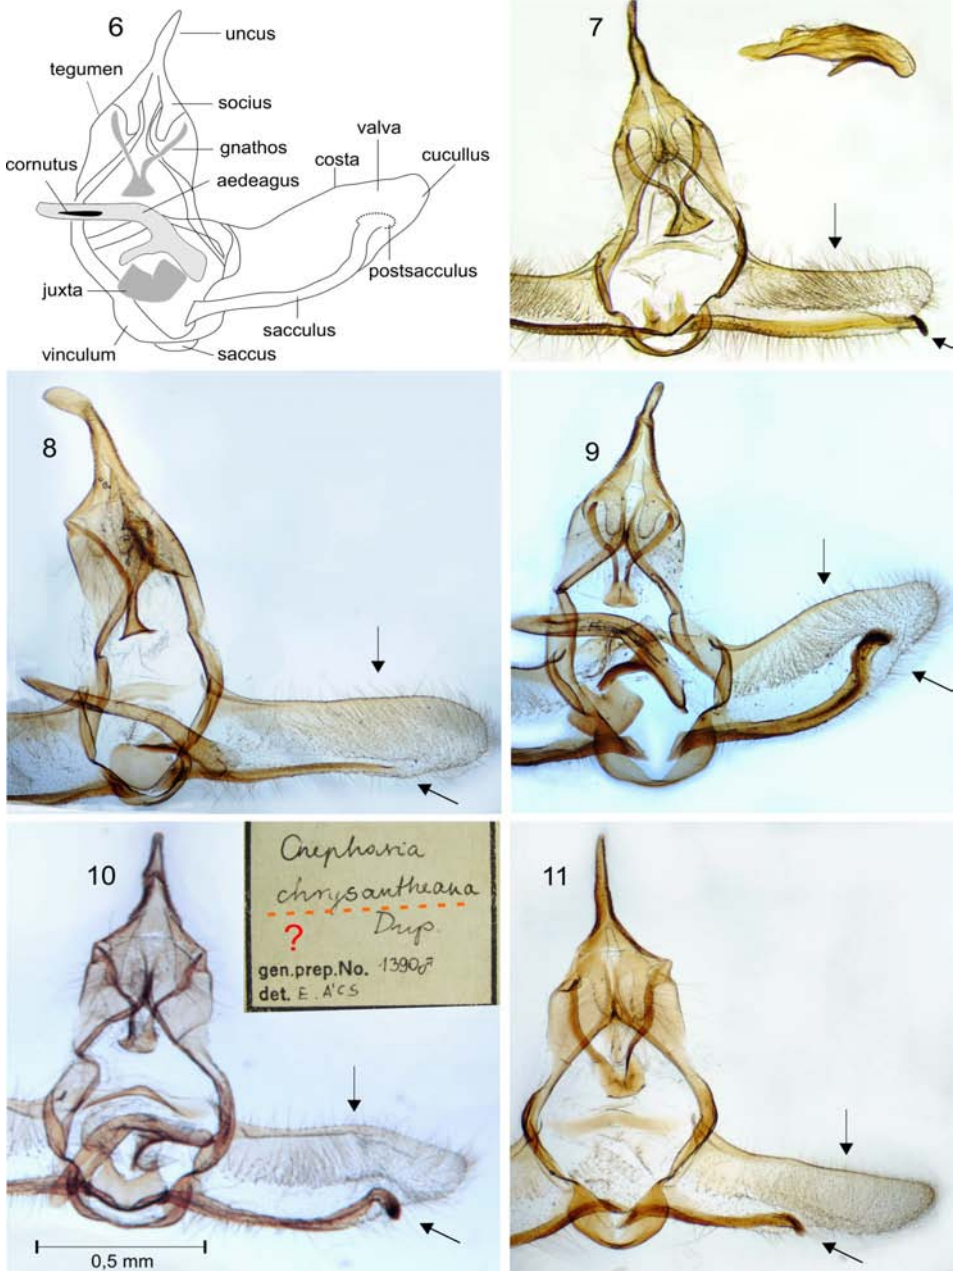 6
uncus
tegumen
socius
valva
gnathos
costa
cucullus
cornutus
aedeagus
postsacculus
juxta
sacculus
vinculum
saccus
7
8
9
10
Cnephasia
chrysantheana
Dup.
?
gen.prep.No. 1390♂
det. E. ÁCS
0,5 mm
11